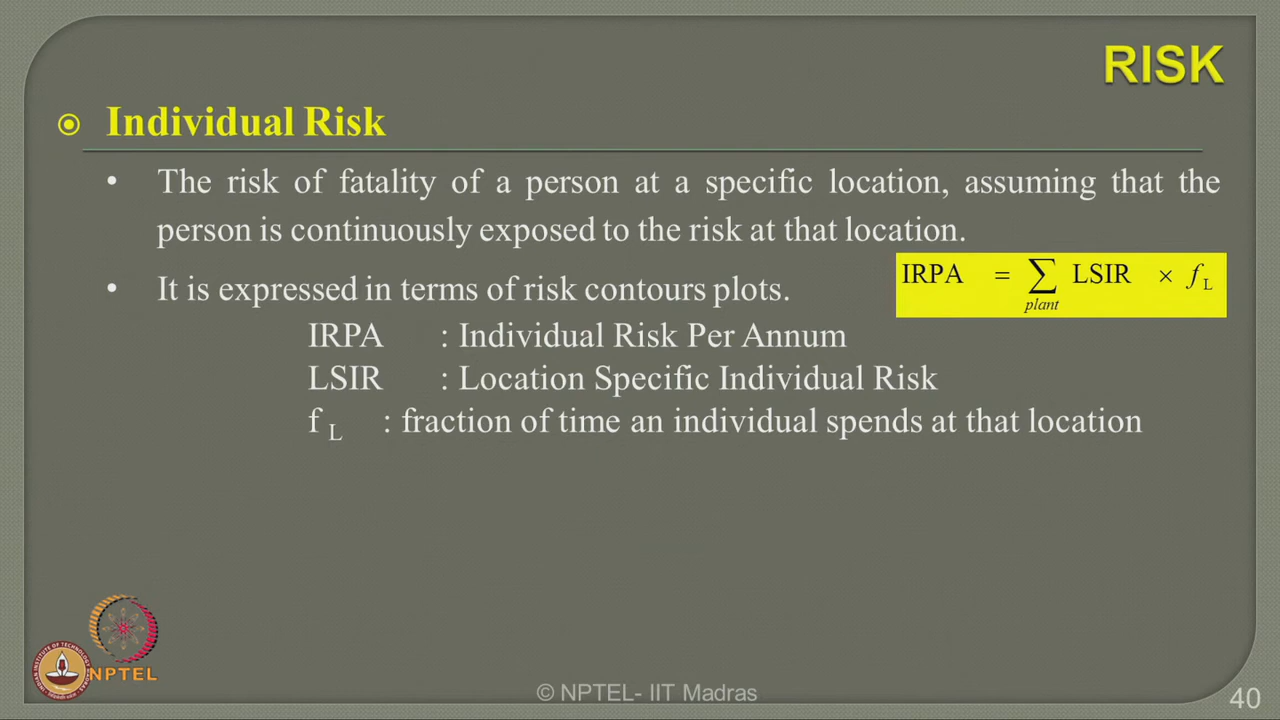 RISK
Individual Risk
• The risk of fatality of a person at a specific location, assuming that the
person is continuously exposed to the risk at that location.
• It is expressed in terms of risk contours plots.
IRPA = ∑ LSIR × f L
plant
IRPA : Individual Risk Per Annum
LSIR : Location Specific Individual Risk
f L : fraction of time an individual spends at that location
NPTEL
© NPTEL- IIT Madras
40